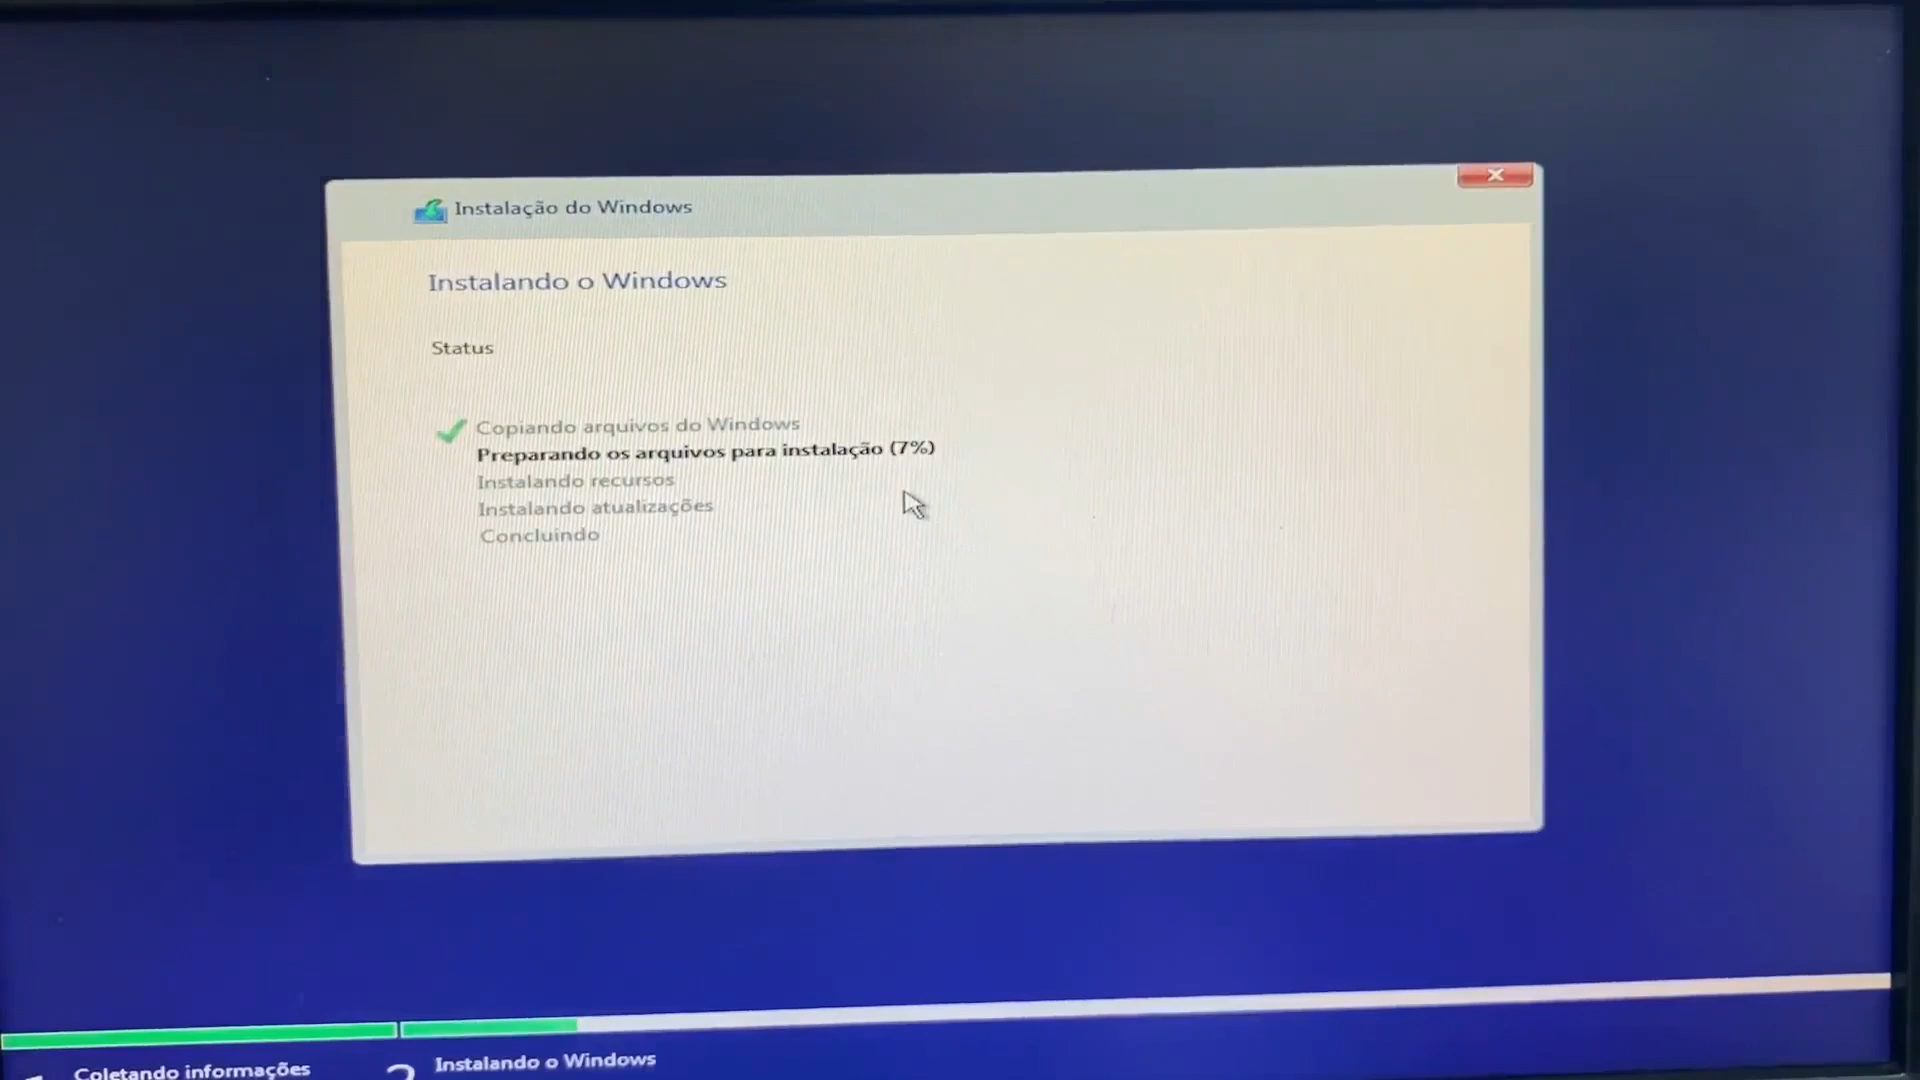 Instalação do Windows
Instalando o Windows
Status
Copiando arquivos do Windows
Preparando os arquivos para instalação (7%)
Instalando recursos
Instalando atualizações
Concluindo
Coletando informações
2 Instalando o Windows